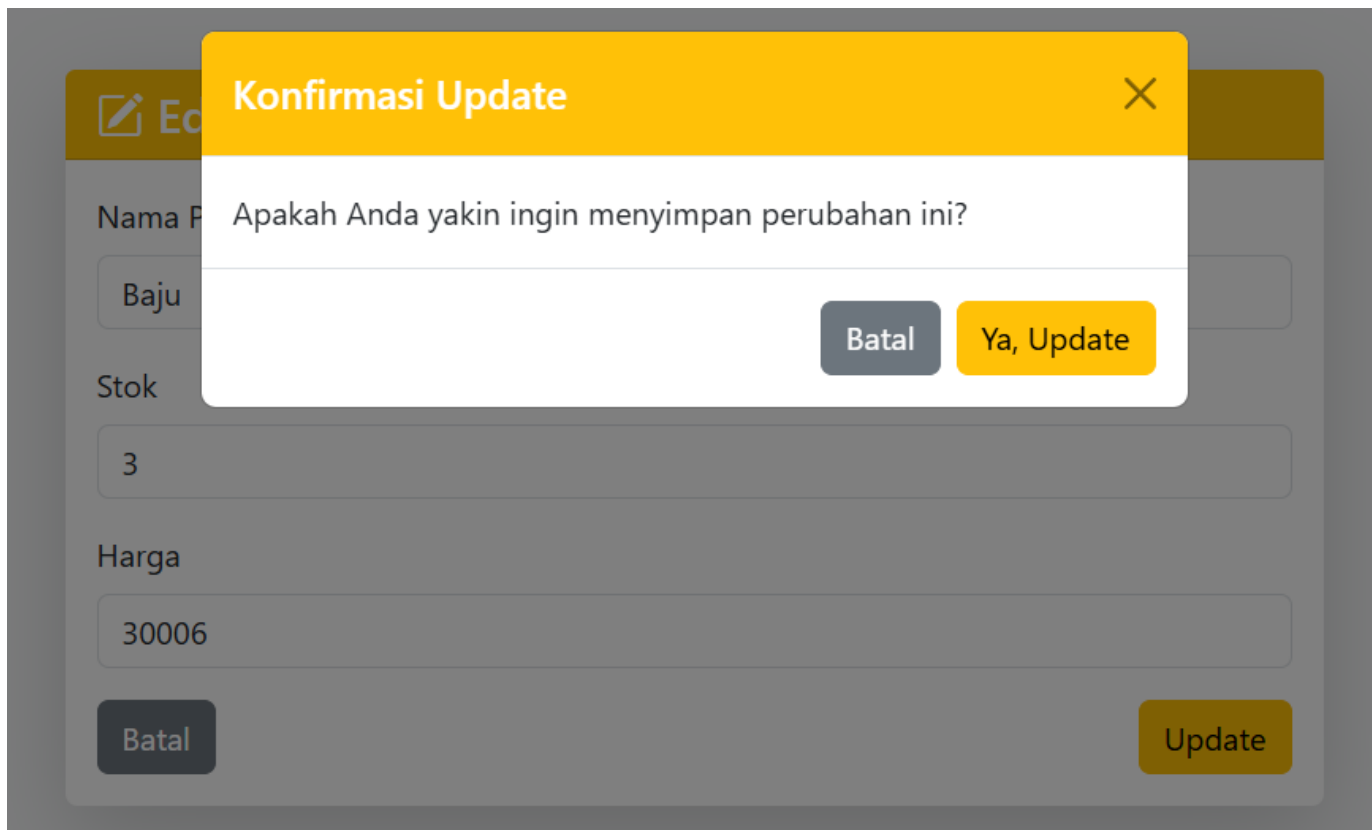 Konfirmasi Update
Apakah Anda yakin ingin menyimpan perubahan ini?
Batal
Ya, Update
Nama
Baju
Stok
3
Harga
30006
Batal
Update